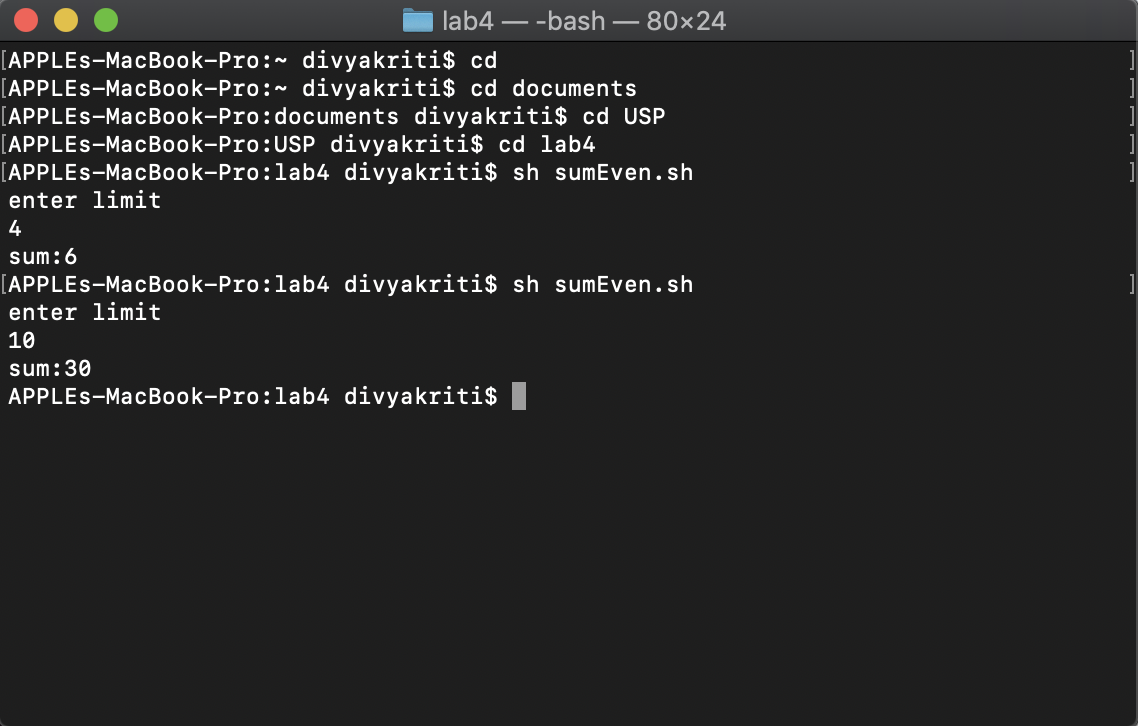 lab4 — -bash — 80×24
[APPLEs-MacBook-Pro:~ divyakriti$ cd ]
[APPLEs-MacBook-Pro:~ divyakriti$ cd documents ]
[APPLEs-MacBook-Pro:documents divyakriti$ cd USP ]
[APPLEs-MacBook-Pro:USP divyakriti$ cd lab4 ]
[APPLEs-MacBook-Pro:lab4 divyakriti$ sh sumEven.sh ]
enter limit
4
sum:6
[APPLEs-MacBook-Pro:lab4 divyakriti$ sh sumEven.sh ]
enter limit
10
sum:30
APPLEs-MacBook-Pro:lab4 divyakriti$